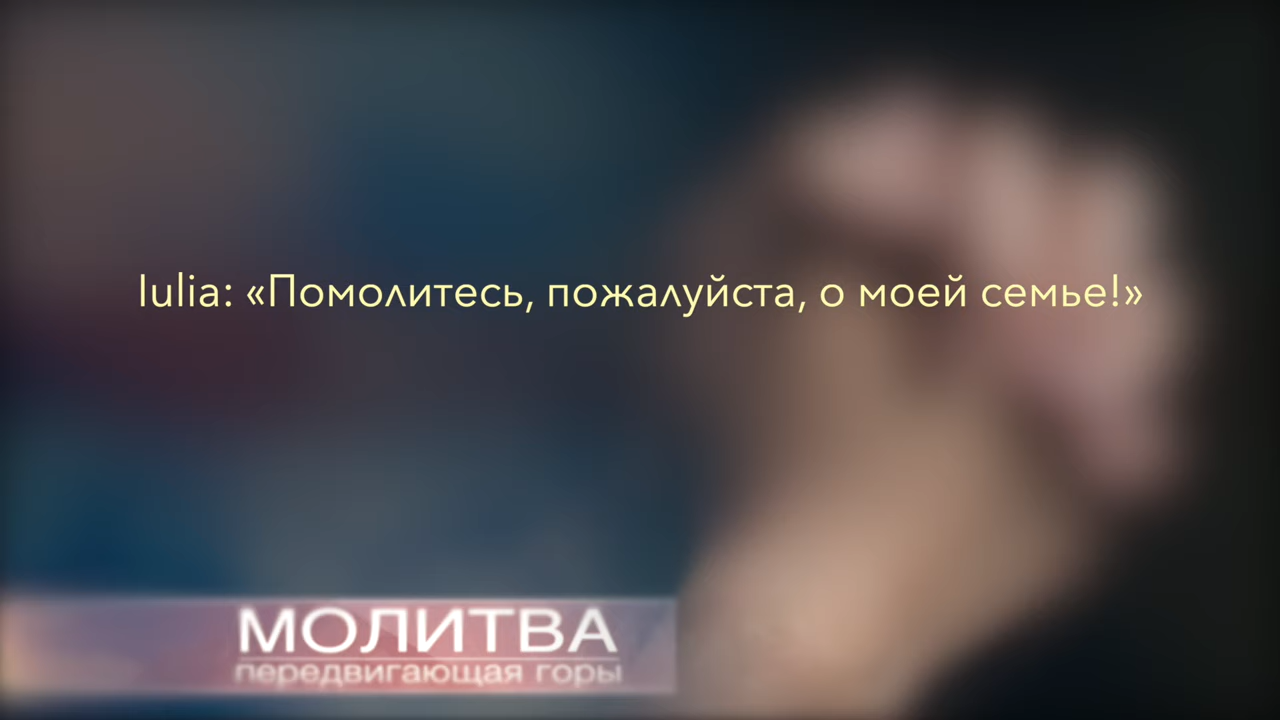 Iulia: «Помолитесь, пожалуйста, о моей семье!»
МОЛИТВА
передвигающая горы